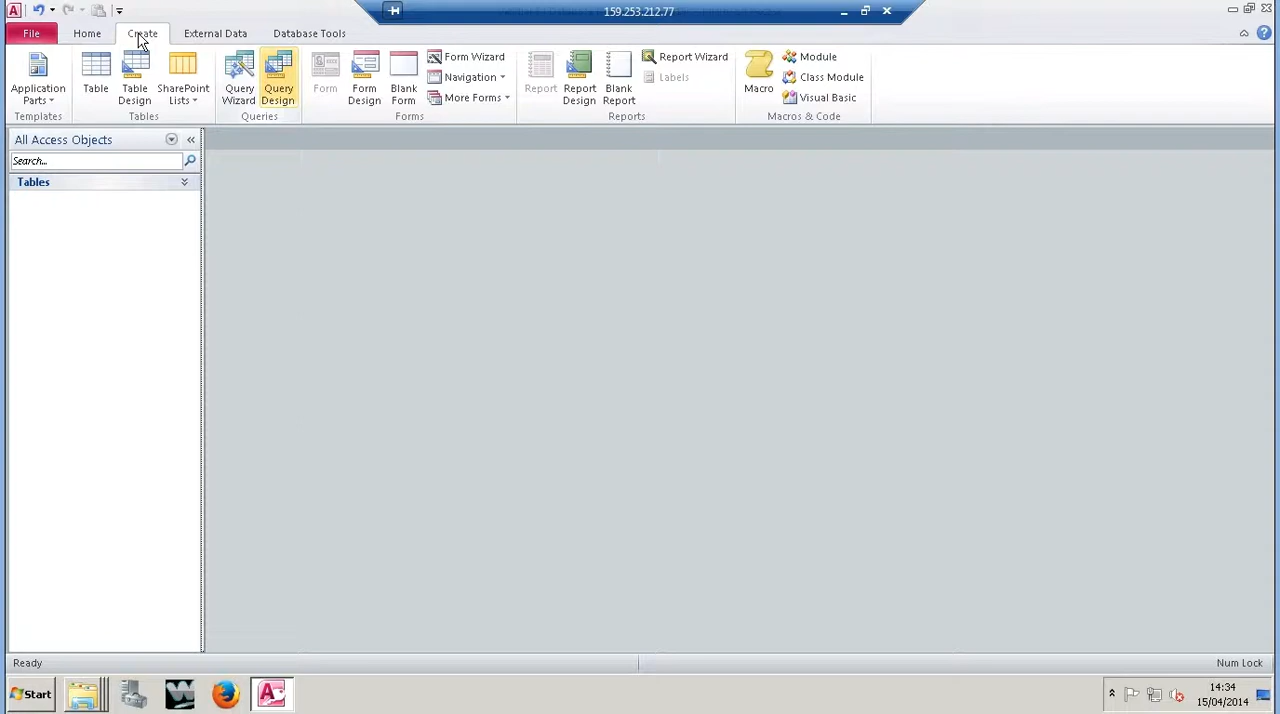 159.253.212.77
File Home Create External Data Database Tools
Application Parts
Table
Table Design
SharePoint Lists
Query Wizard
Query Design
Form
Form Design
Blank Form
Form Wizard
Navigation
More Forms
Report
Report Design
Blank Report
Report Wizard
Labels
Macro
Module
Class Module
Visual Basic
Templates Tables Queries Forms Reports Macros & Code
All Access Objects
Search...
Tables
Ready Num Lock
Start
14:34
15/04/2014